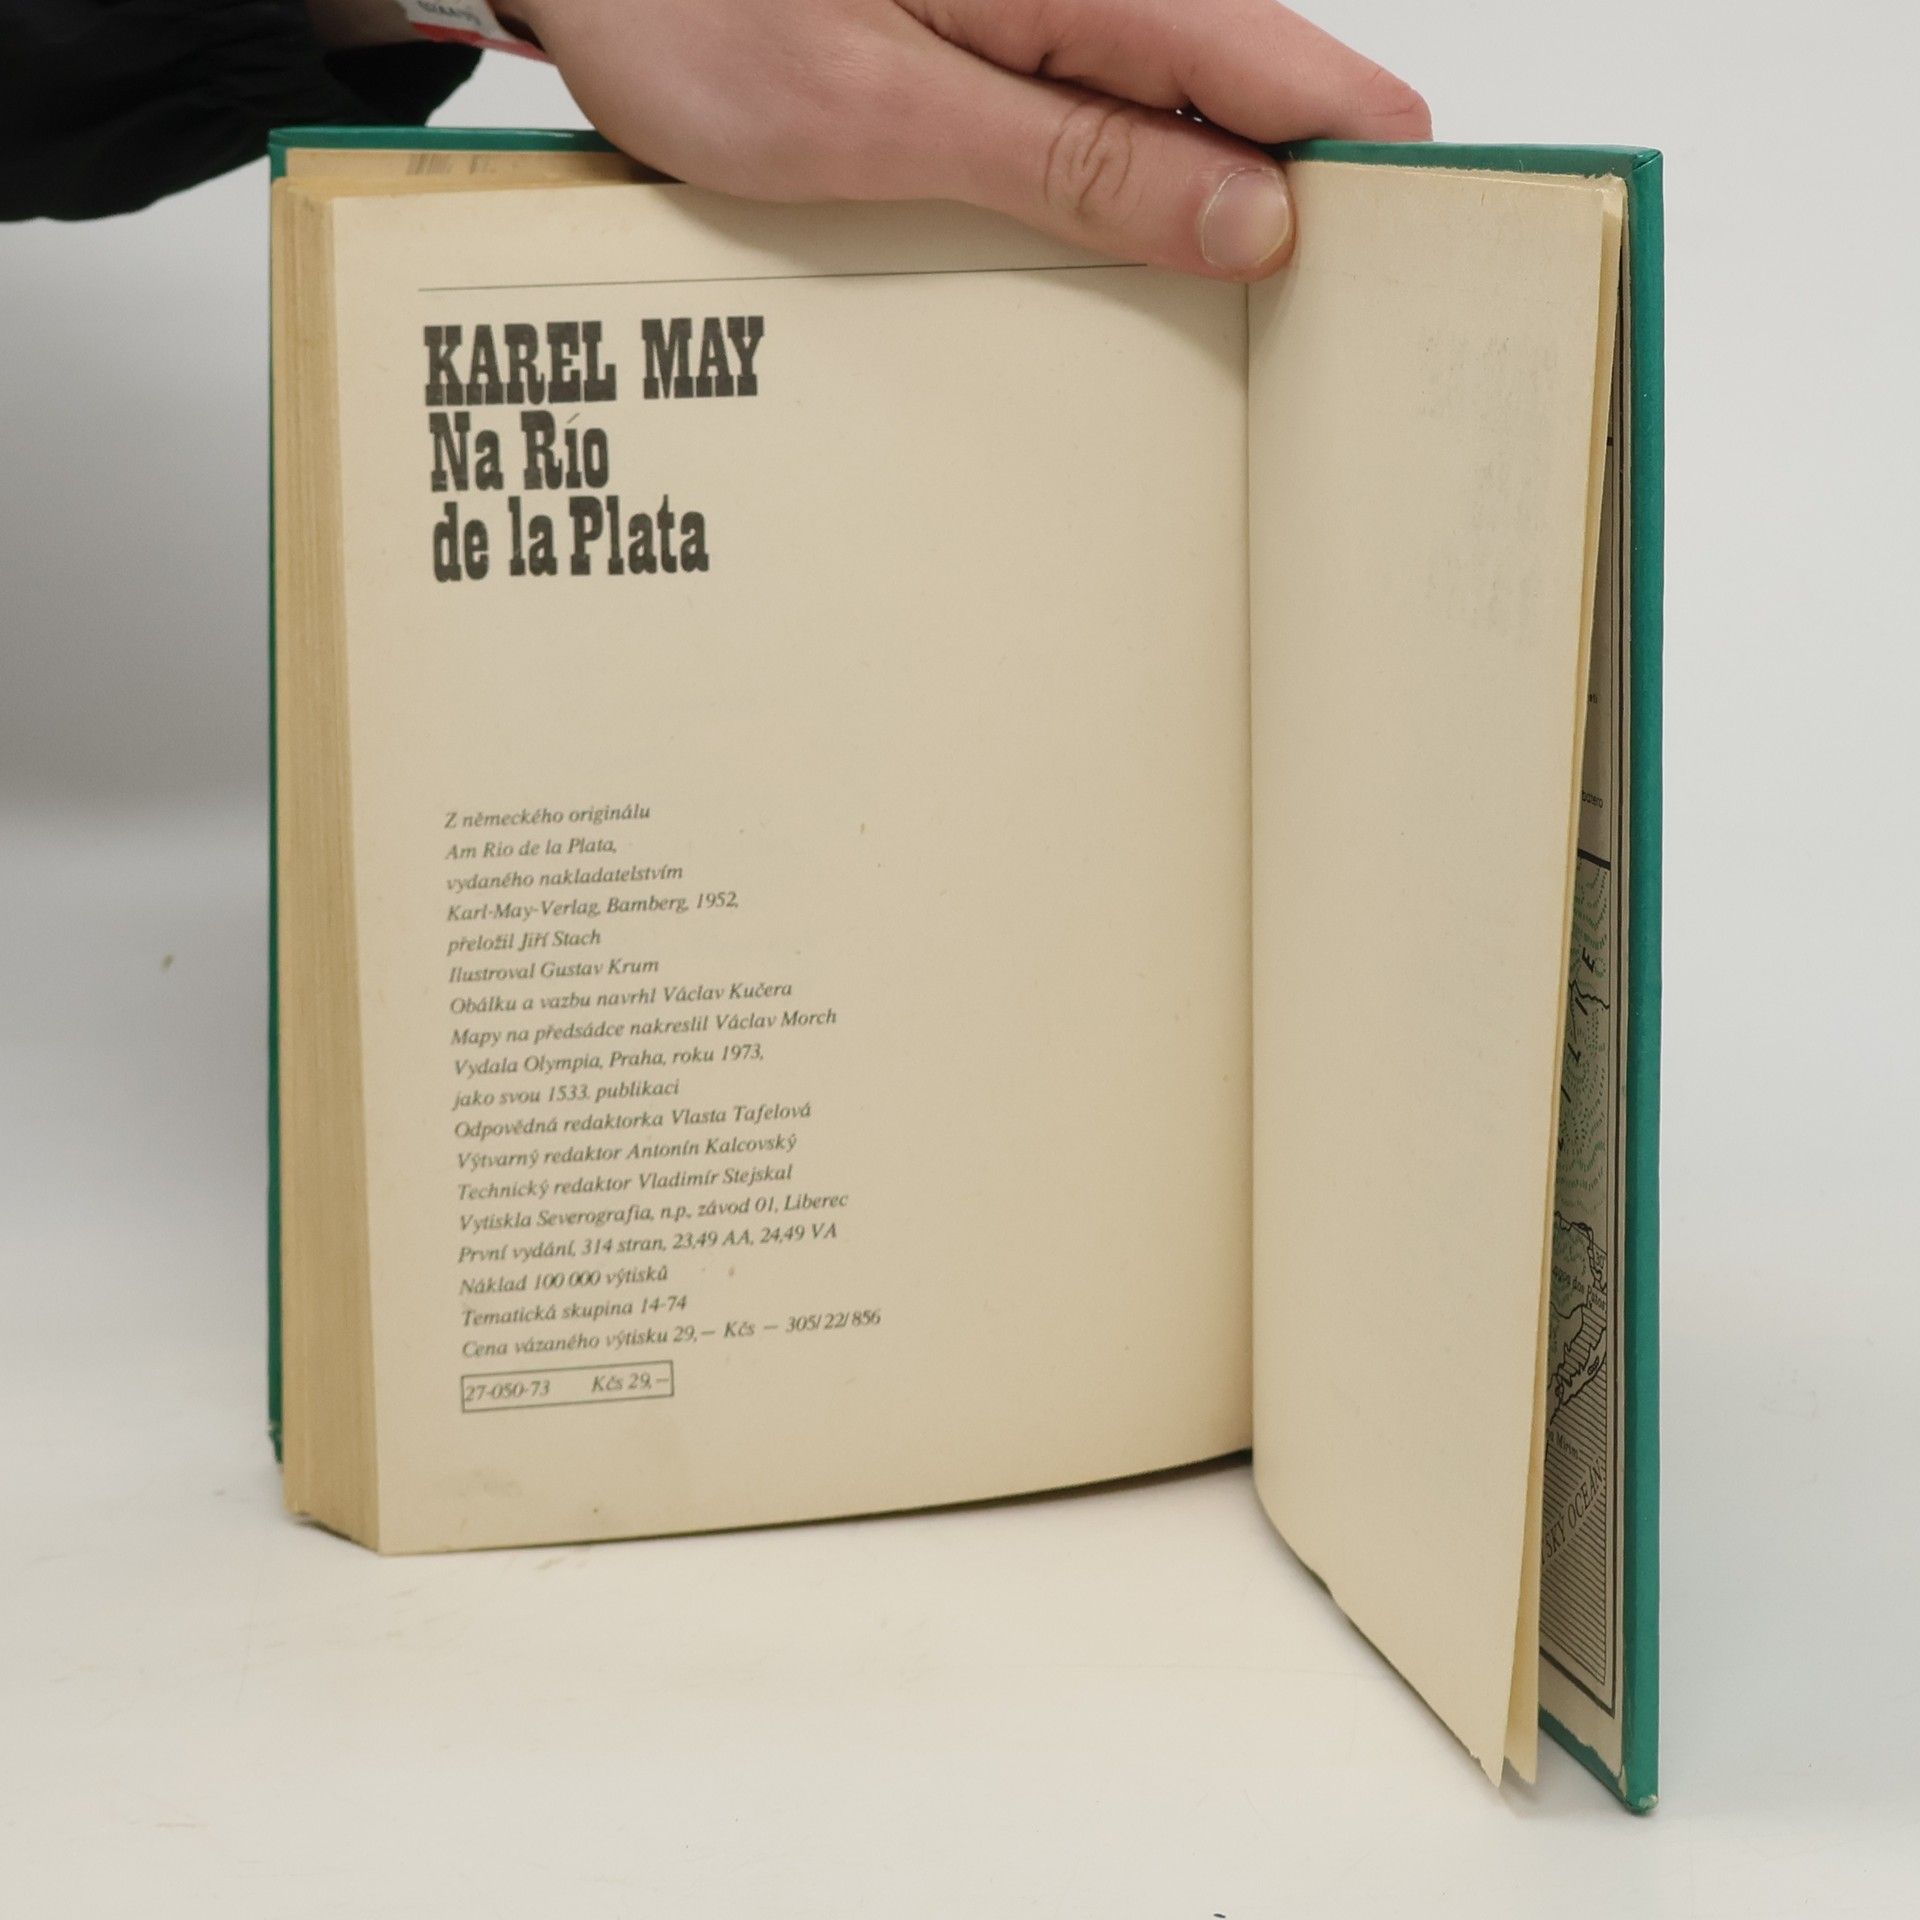 KAREL MAY
Na Río
de la Plata
Z německého originálu
Am Rio de la Plata,
vydaného nakladatelstvím
Karl-May-Verlag, Bamberg, 1952,
přeložil Jiří Stach
Ilustroval Gustav Krum
Obálku a vazbu navrhl Václav Kučera
Mapy na předsádce nakreslil Václav Morch
Vydala Olympia, Praha, roku 1973,
jako svou 1533. publikaci
Odpovědná redaktorka Vlasta Tafelová
Výtvarný redaktor Antonín Kalcovský
Technický redaktor Vladimír Stejskal
Vytiskla Severografia, n.p., závod 01, Liberec
První vydání, 314 stran, 23,49 AA, 24,49 VA
Náklad 100 000 výtisků
Tematická skupina 14-74
Cena vázaného výtisku 29,— Kčs — 305/22/856
27-050-73 Kčs 29,—